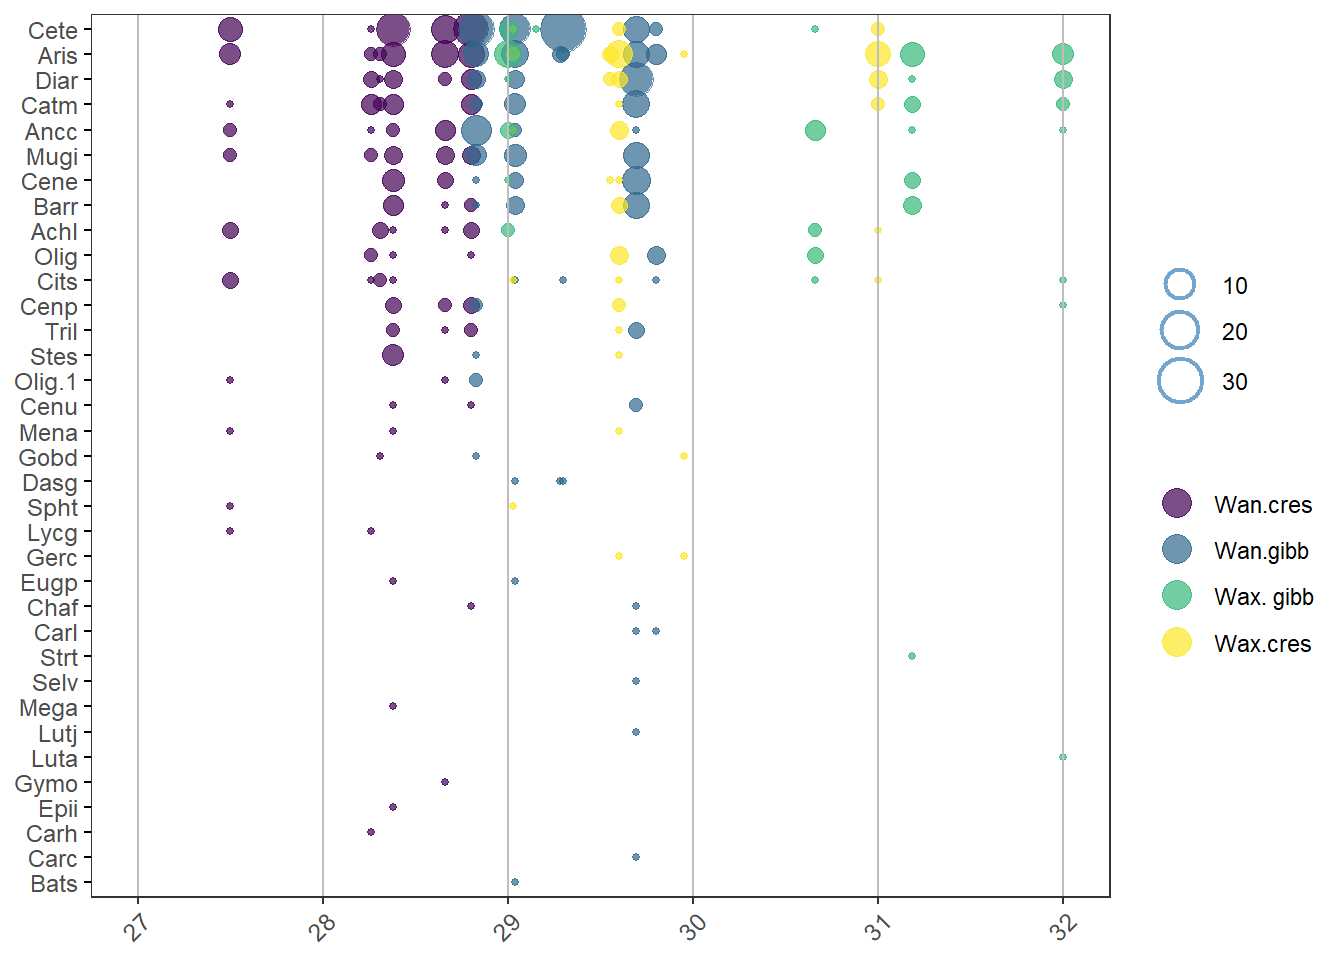 Cete
Aris
Diar
Catm
Ancc
Mugi
Cene
Barr
Achl
Olig
Cits
Cenp
Tril
Stes
Olig.1
Cenu
Mena
Gobd
Dasg
Spht
Lycg
Gerc
Eugp
Chaf
Carl
Strt
Selv
Mega
Lutj
Luta
Gymo
Epii
Carh
Carc
Bats
27 28 29 30 31 32
10
20
30
Wan.cres
Wan.gibb
Wax. gibb
Wax.cres